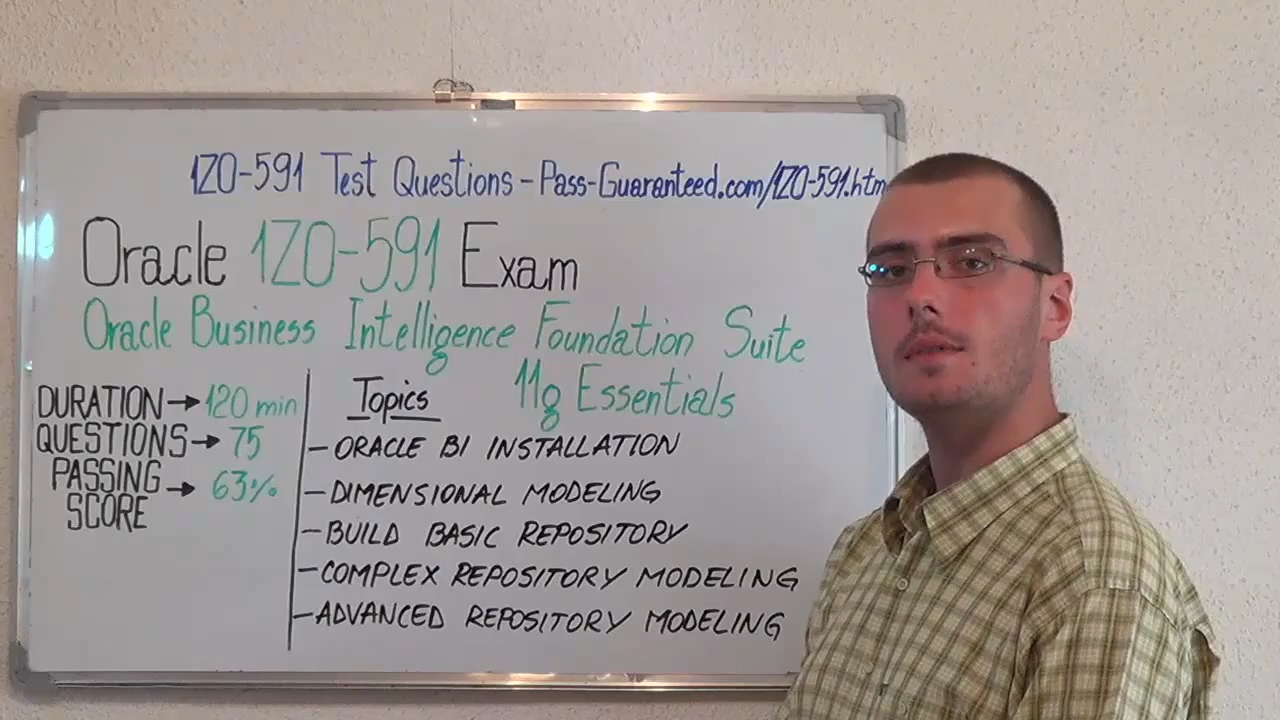 1Z0-591 Test Questions - Pass-Guaranteed.com/1Z0-591.htm
Oracle 1Z0-591 Exam
Oracle Business Intelligence Foundation Suite
11g Essentials
DURATION → 120 min
QUESTIONS → 75
PASSING SCORE → 63%
Topics
- ORACLE BI INSTALLATION
- DIMENSIONAL MODELING
- BUILD BASIC REPOSITORY
- COMPLEX REPOSITORY MODELING
- ADVANCED REPOSITORY MODELING